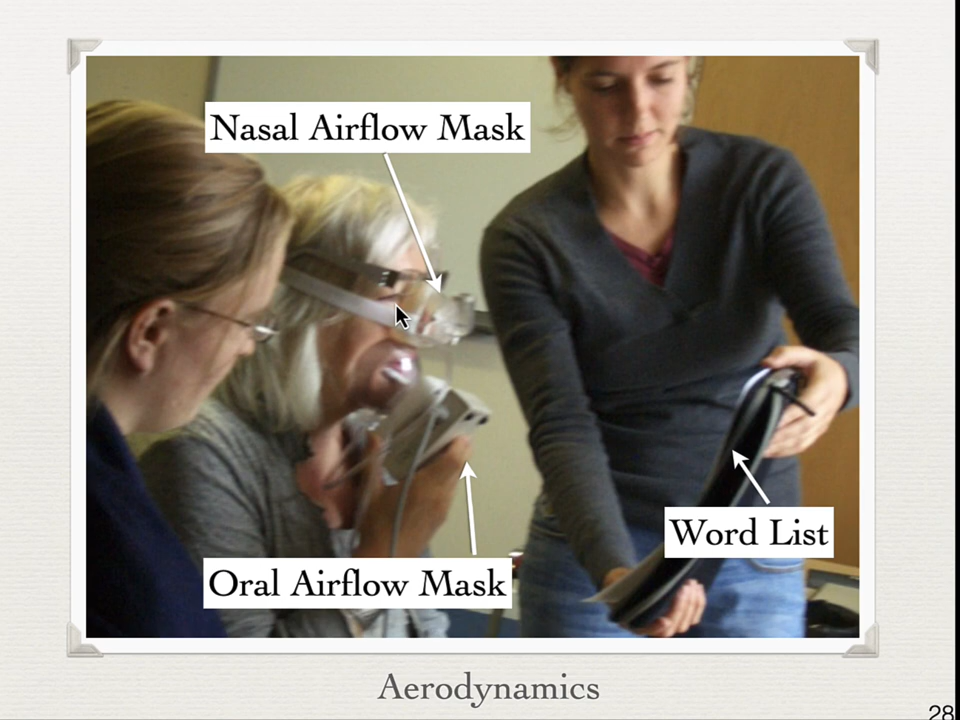 Nasal Airflow Mask
Word List
Oral Airflow Mask
Aerodynamics
28